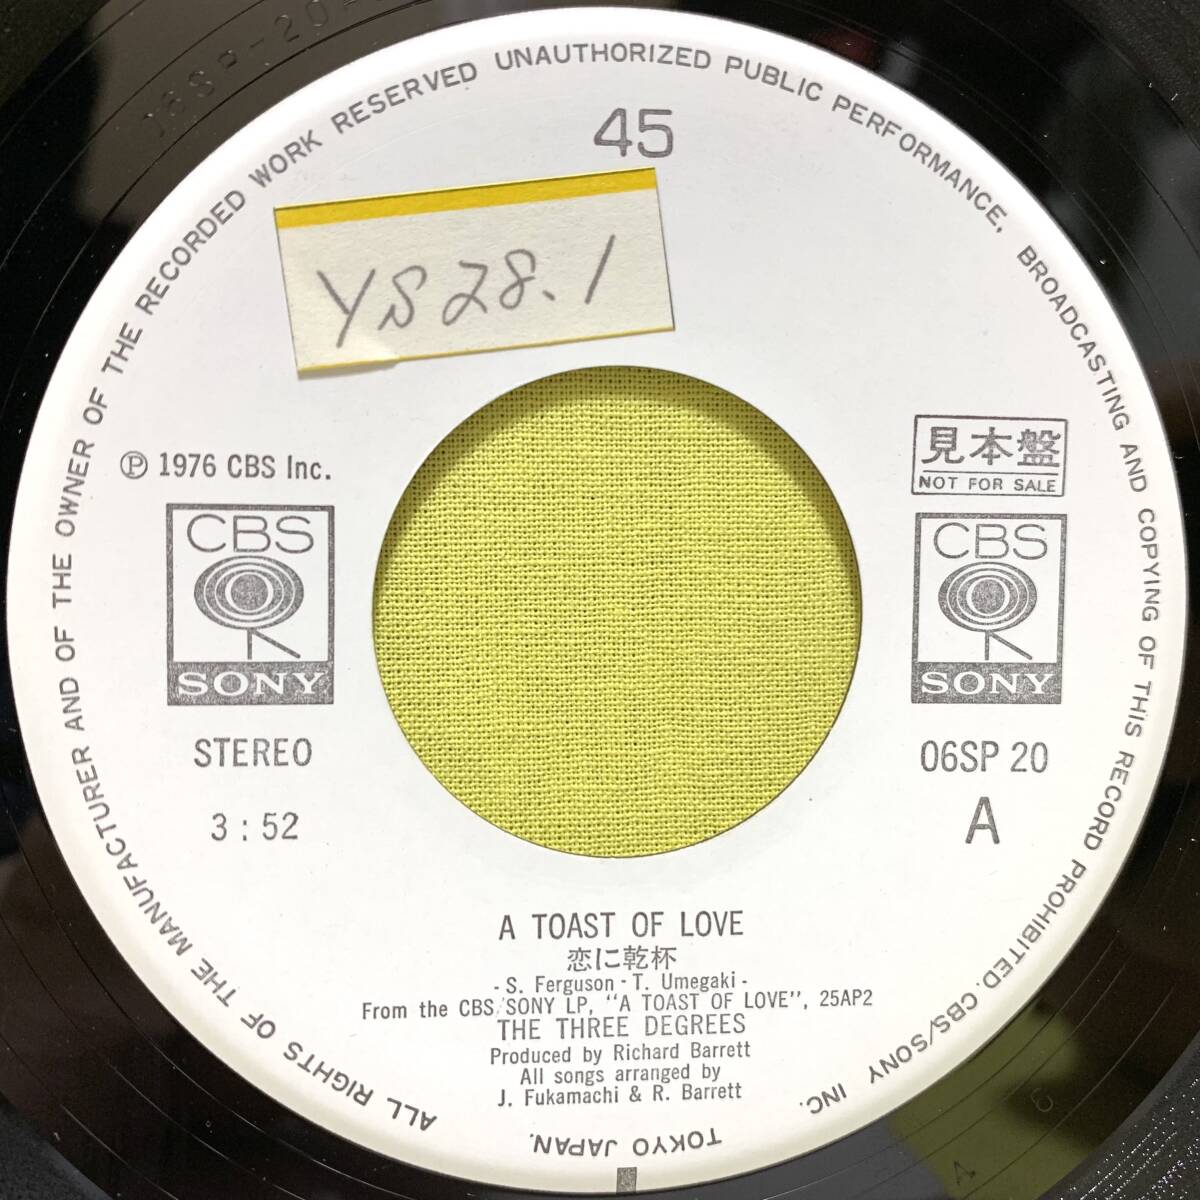 ALL RIGHTS OF THE MANUFACTURER AND OF THE OWNER OF THE RECORDED WORK RESERVED UNAUTHORIZED PUBLIC PERFORMANCE, BROADCASTING AND COPYING OF THIS RECORD PROHIBITED. CBS/SONY INC. TOKYO JAPAN.
45
YS28.1
℗ 1976 CBS Inc.
見本盤
NOT FOR SALE
CBS
SONY
CBS
SONY
STEREO
06SP 20
3:52
A
A TOAST OF LOVE
恋に乾杯
- S. Ferguson - T. Umegaki -
From the CBS/SONY LP, "A TOAST OF LOVE", 25AP2
THE THREE DEGREES
Produced by Richard Barrett
All songs arranged by
J. Fukamachi & R. Barrett